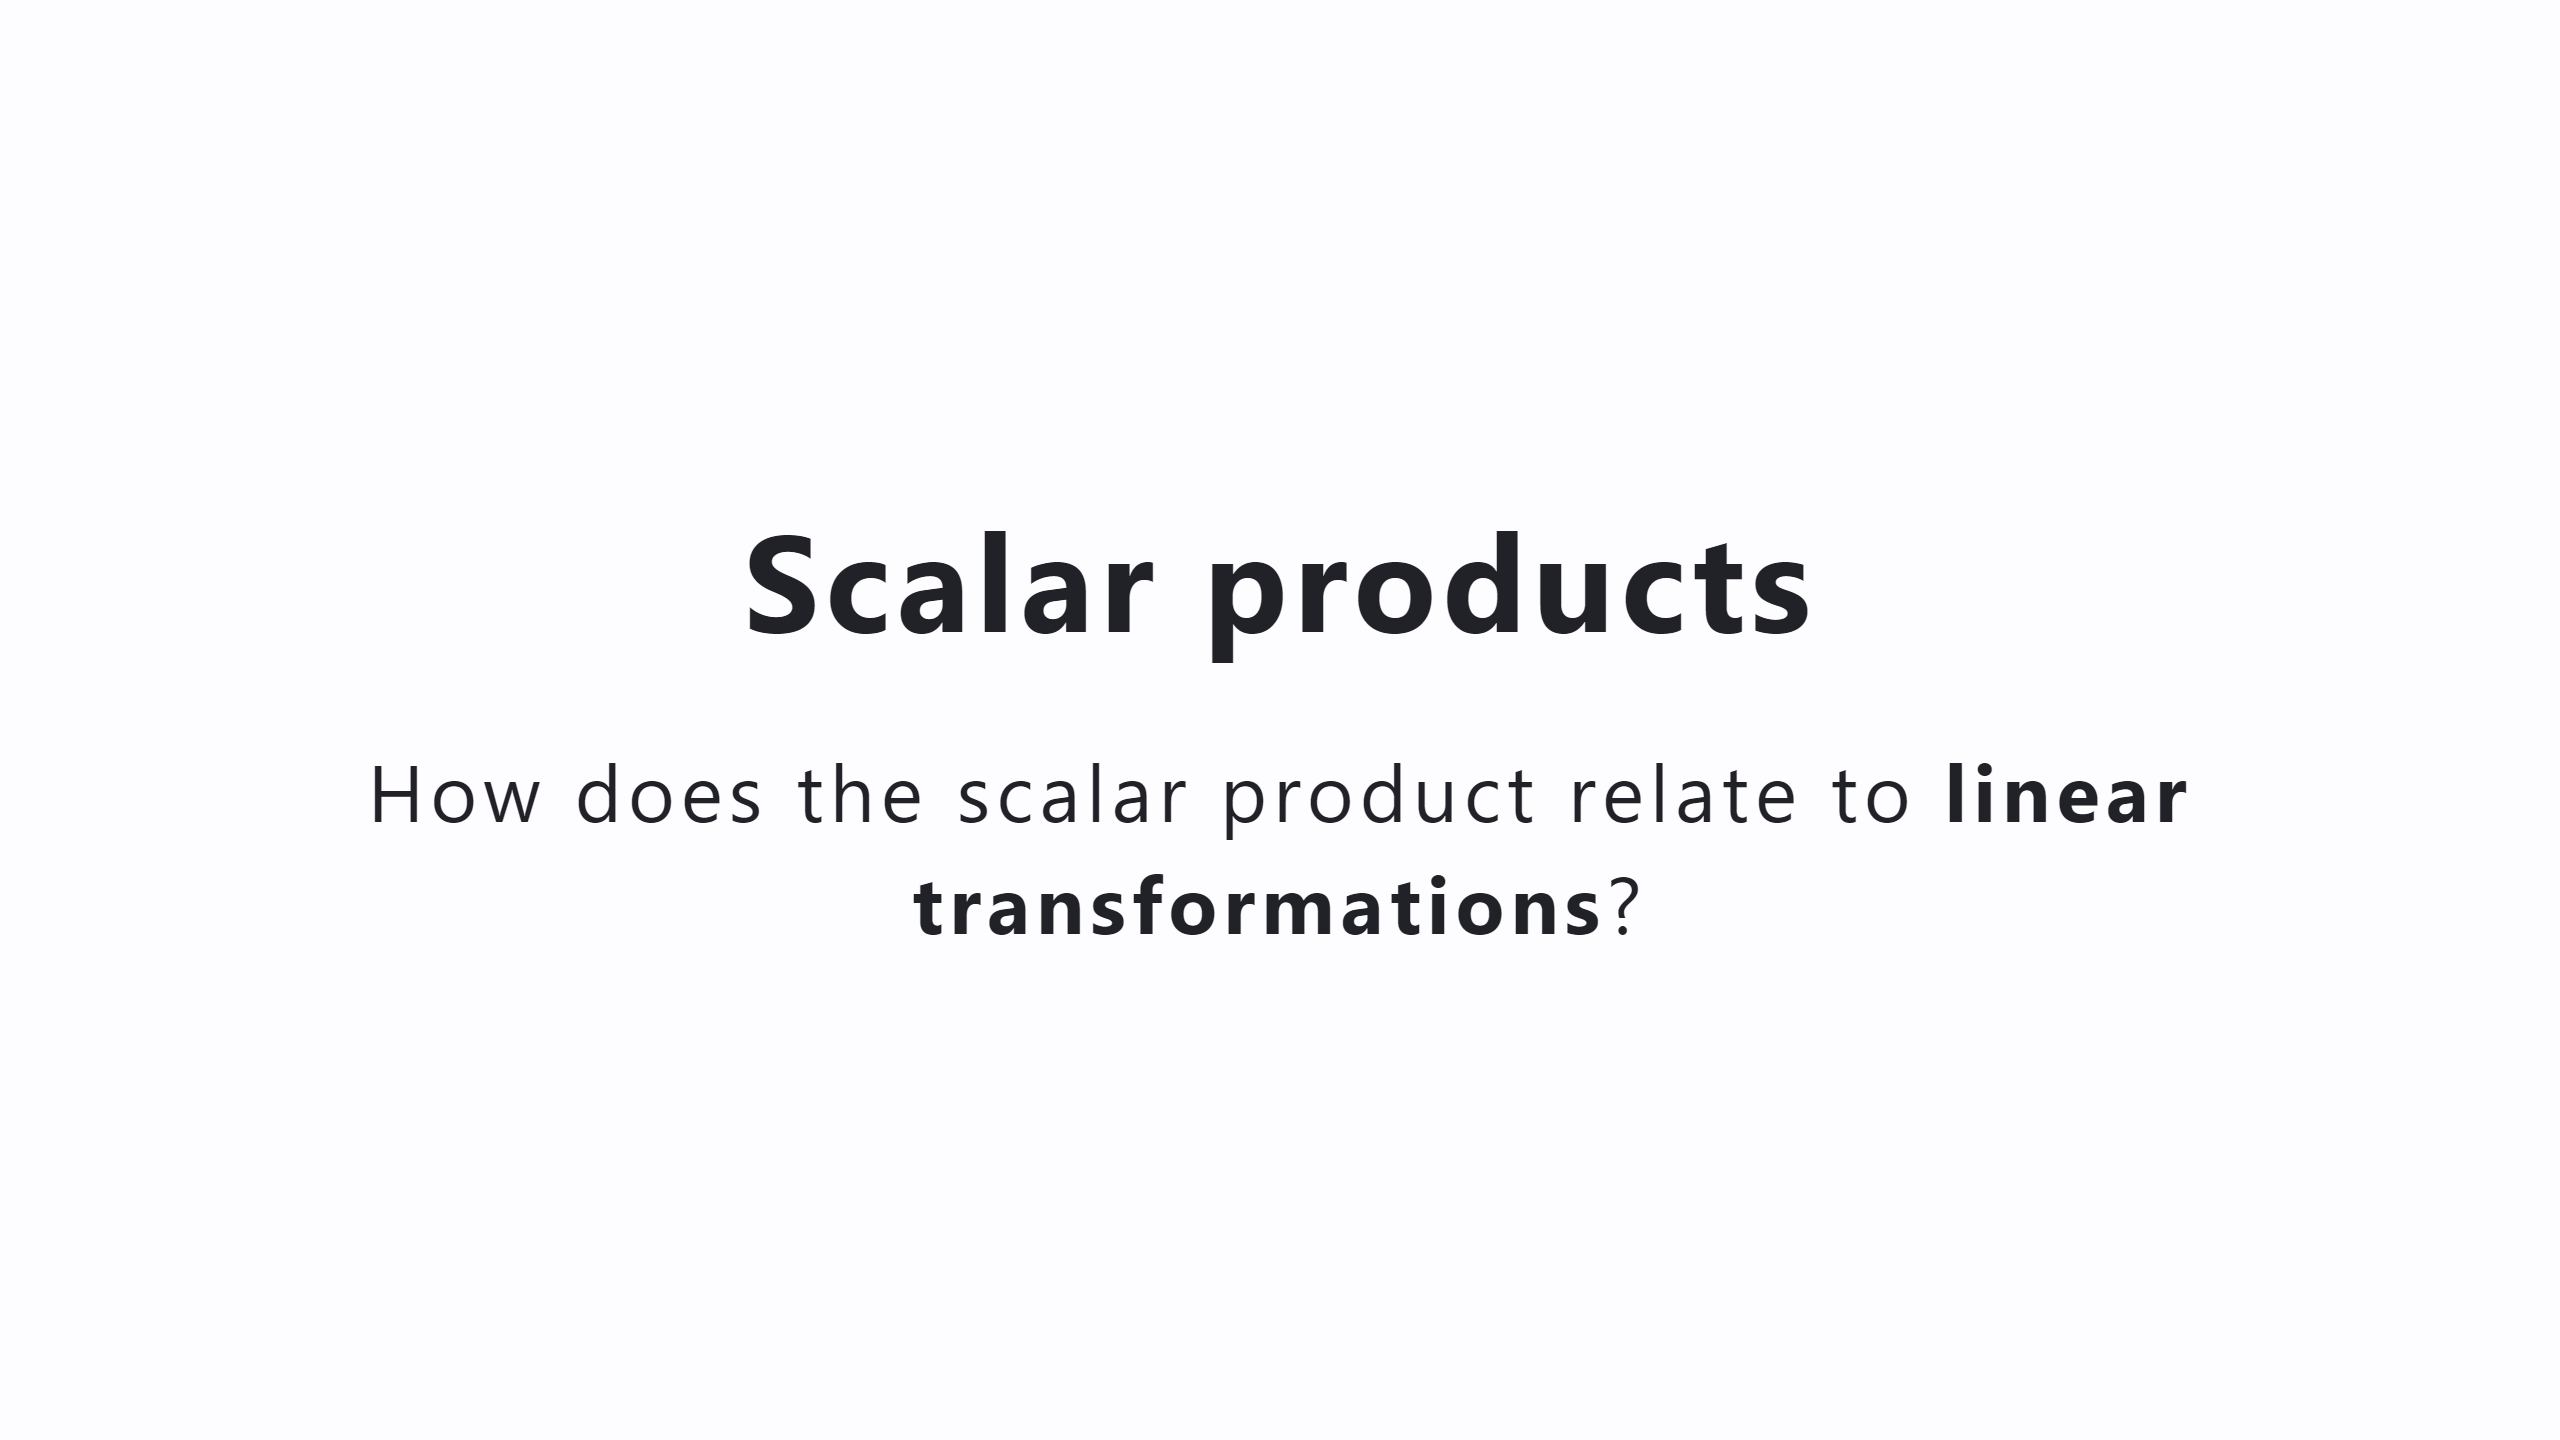 Scalar products
How does the scalar product relate to linear
transformations?